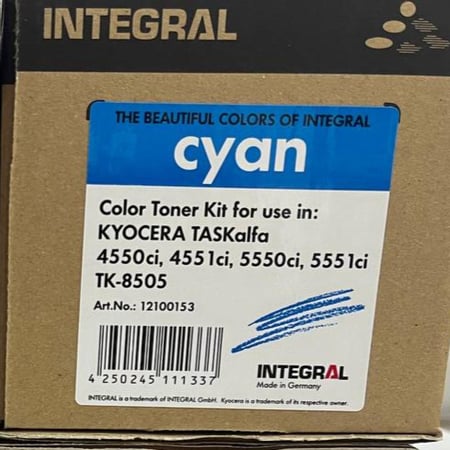 INTEGRAL
THE BEAUTIFUL COLORS OF INTEGRAL
cyan
Color Toner Kit for use in:
KYOCERA TASKalfa
4550ci, 4551ci, 5550ci, 5551ci
TK-8505
Art.No.: 12100153
4 250245 111337
INTEGRAL
Made in Germany
INTEGRAL is a trademark of INTEGRAL GmbH. Kyocera is a trademark of its respective owner.